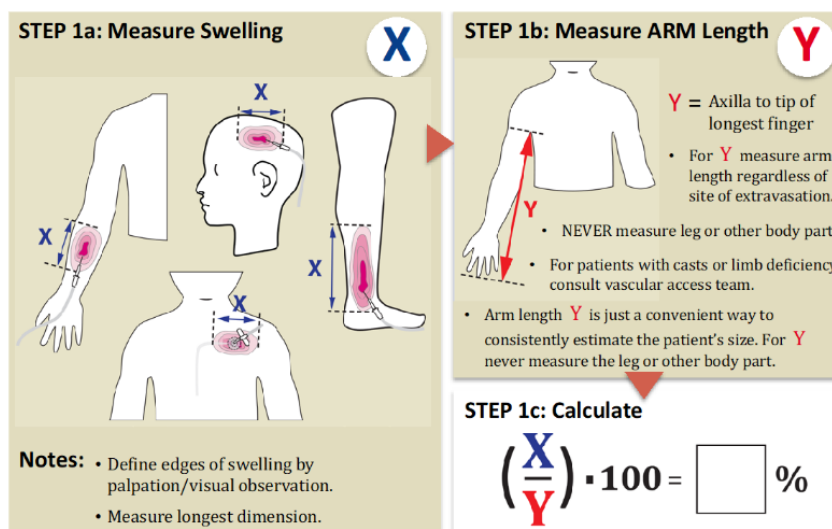 STEP 1a: Measure Swelling
X
X
X
X
X
Notes: • Define edges of swelling by
palpation/visual observation.
• Measure longest dimension.
STEP 1b: Measure ARM Length
Y
Y = Axilla to tip of
longest finger
• For Y measure arm
length regardless of
site of extravasation.
Y
• NEVER measure leg or other body part
• For patients with casts or limb deficiency
consult vascular access team.
• Arm length Y is just a convenient way to
consistently estimate the patient's size. For Y
never measure the leg or other body part.
STEP 1c: Calculate
(X/Y) · 100 = %